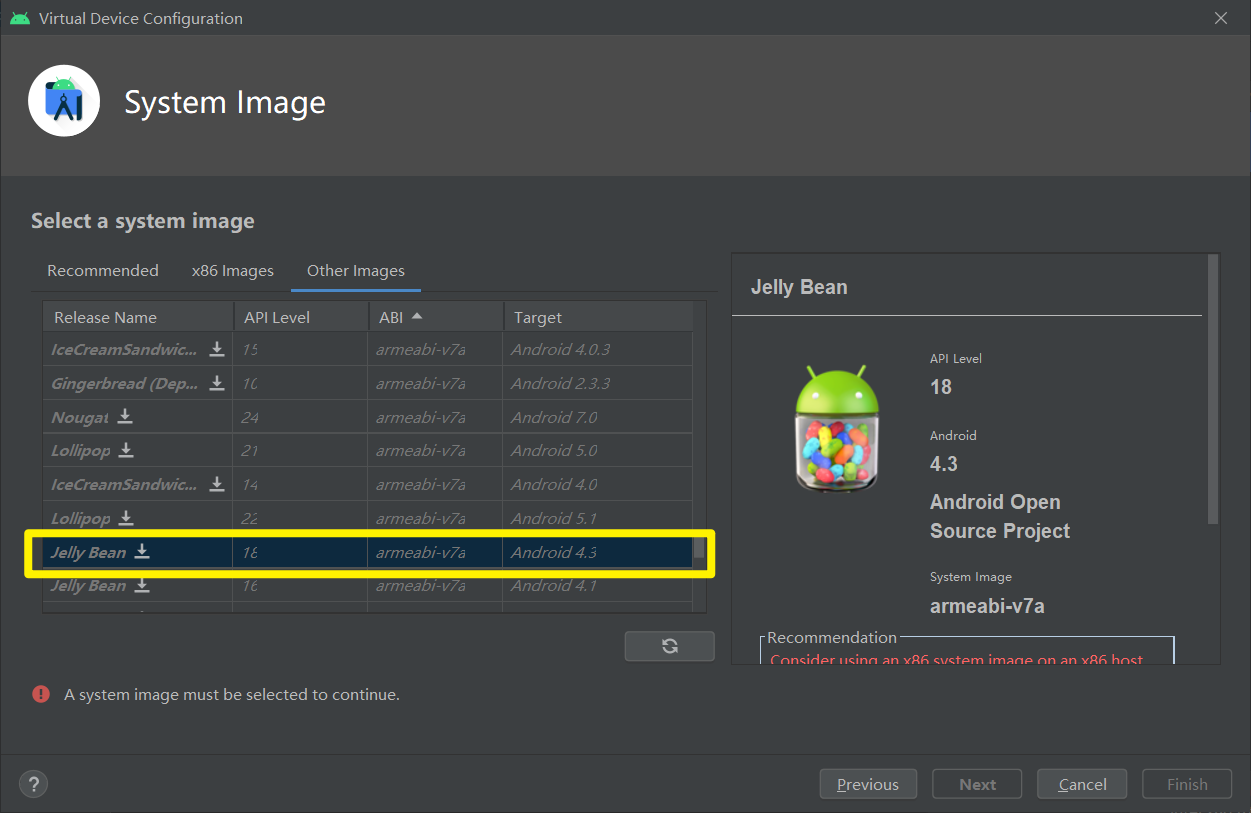 Virtual Device Configuration
System Image
Select a system image
Recommended x86 Images Other Images
Release Name API Level ABI Target
IceCreamSandwic... 15 armeabi-v7a Android 4.0.3
Gingerbread (Dep... 10 armeabi-v7a Android 2.3.3
Nougat 24 armeabi-v7a Android 7.0
Lollipop 21 armeabi-v7a Android 5.0
IceCreamSandwic... 14 armeabi-v7a Android 4.0
Lollipop 22 armeabi-v7a Android 5.1
Jelly Bean 18 armeabi-v7a Android 4.3
Jelly Bean 16 armeabi-v7a Android 4.1
Jelly Bean
API Level
18
Android
4.3
Android Open
Source Project
System Image
armeabi-v7a
Recommendation
Consider using an x86 system image on an x86 host
A system image must be selected to continue.
? Previous Next Cancel Finish